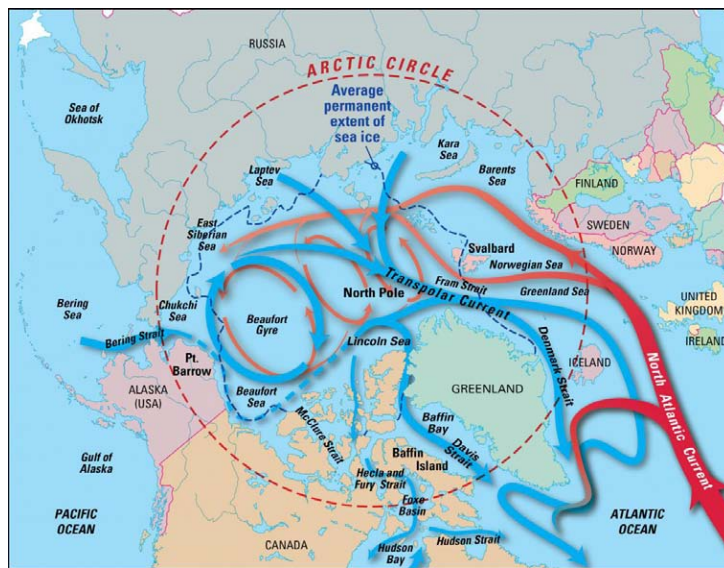 RUSSIA
ARCTIC CIRCLE
Sea of
Okhotsk
Average
permanent
extent of
sea ice
Kara
Sea
Laptev
Sea
Barents
Sea
FINLAND
East
Siberian
Sea
SWEDEN
Svalbard
NORWAY
Norwegian Sea
Fram Strait
Transpolar Current
Greenland Sea
North Pole
Bering
Sea
Chukchi
Sea
Beaufort
Gyre
UNITED
KINGDOM
IRELAND
Bering Strait
Lincoln Sea
Pt.
Barrow
Denmark Strait
ICELAND
North Atlantic Current
ALASKA
(USA)
Beaufort
Sea
GREENLAND
McClure Strait
Baffin
Bay
Davis
Strait
Gulf of
Alaska
Baffin
Island
Hecla and
Fury Strait
Foxe
Basin
PACIFIC
OCEAN
ATLANTIC
OCEAN
CANADA
Hudson
Bay
Hudson Strait